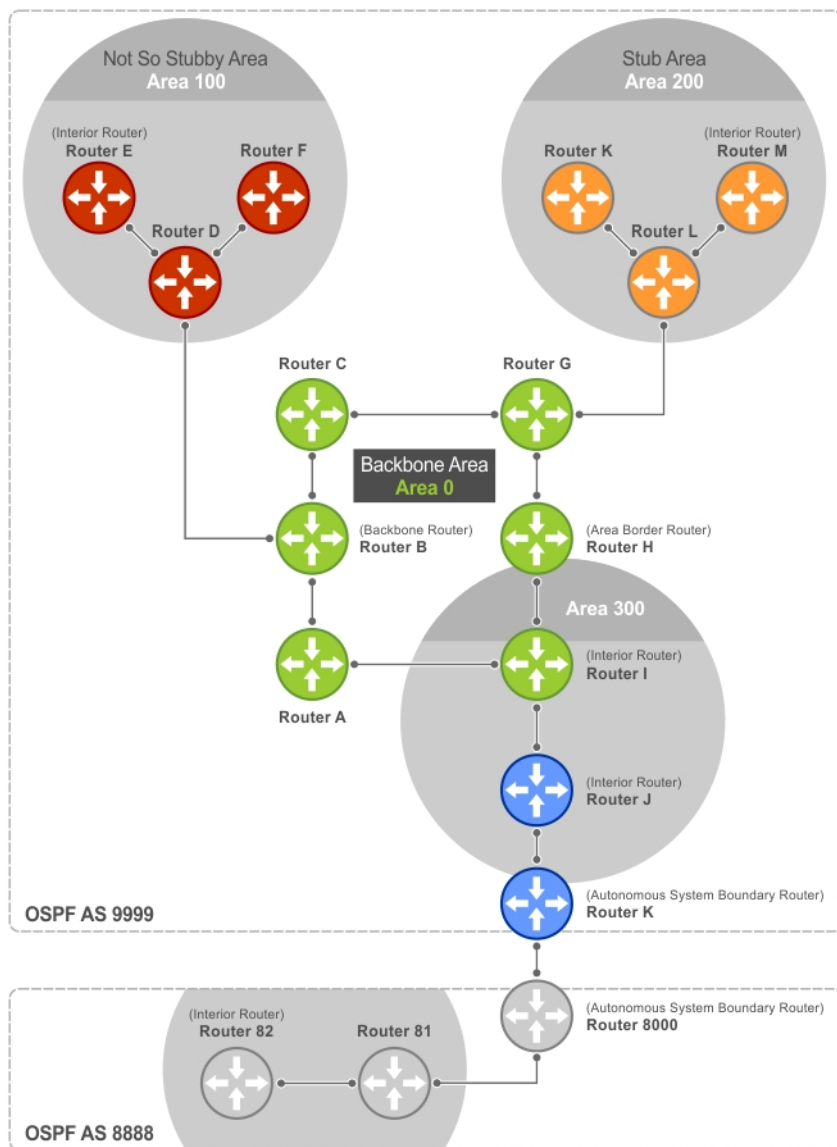 Not So Stubby Area
Area 100
Stub Area
Area 200
(Interior Router)
Router E
Router F
Router D
Router K
(Interior Router)
Router M
Router L
Router C
Router G
Backbone Area
Area 0
(Backbone Router)
Router B
(Area Border Router)
Router H
Area 300
(Interior Router)
Router I
Router A
(Interior Router)
Router J
(Autonomous System Boundary Router)
Router K
OSPF AS 9999
(Autonomous System Boundary Router)
Router 8000
(Interior Router)
Router 82
Router 81
OSPF AS 8888